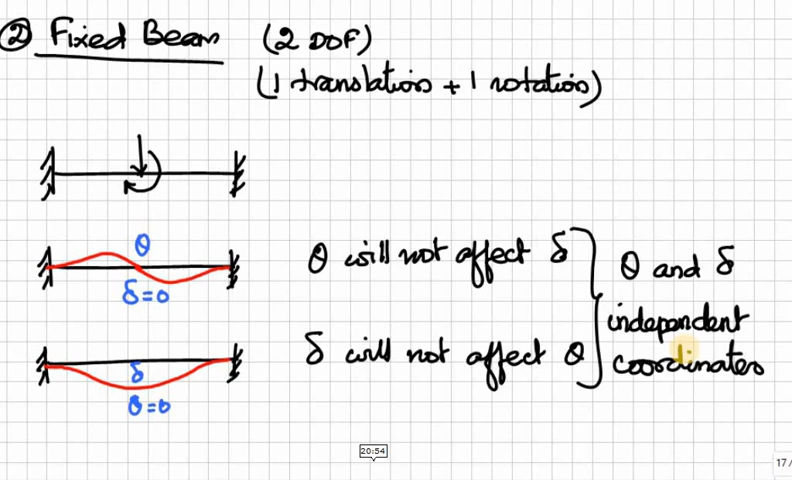 ② Fixed Beam (2 DOF)
(1 translation + 1 rotation)
θ
δ=0
θ will not affect δ
θ and δ
independent
coordinates
δ will not affect θ
δ
θ=0
20:54
17/